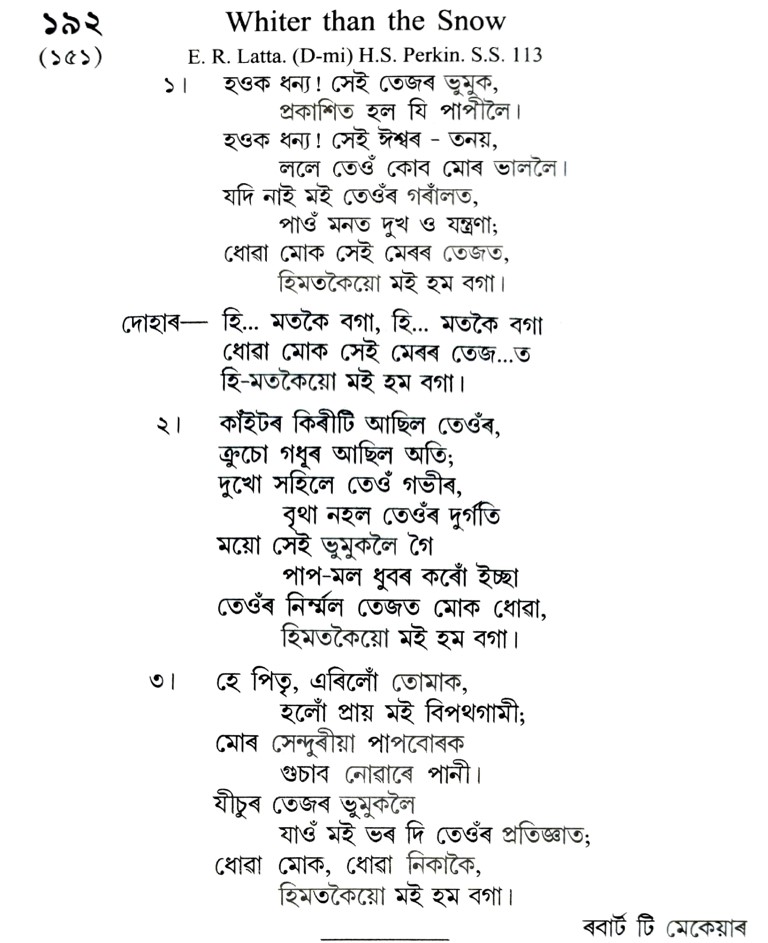 ১৯২ Whiter than the Snow
(১৫১) E. R. Latta. (D-mi) H.S. Perkin. S.S. 113
১। হওক ধন্য! সেই তেজৰ ভুমুক,
প্ৰকাশিত হল যি পাপীলৈ।
হওক ধন্য! সেই ঈশ্বৰ - তনয়,
ললে তেওঁ কোব মোৰ ভাললৈ।
যদি নাই মই তেওঁৰ গৰাঁলত,
পাওঁ মনত দুখ ও যন্ত্ৰণা;
ধোৱা মোক সেই মেৰৰ তেজত,
হিমতকৈয়ো মই হম বগা।
দোহাৰ— হি... মতকৈ বগা, হি... মতকৈ বগা
ধোৱা মোক সেই মেৰৰ তেজ...ত
হি-মতকৈয়ো মই হম বগা।
২। কাঁইটৰ কিৰীটি আছিল তেওঁৰ,
ক্ৰুচো গধূৰ আছিল অতি;
দুখো সহিলে তেওঁ গভীৰ,
বৃথা নহল তেওঁৰ দুৰ্গতি
ময়ো সেই ভুমুকলৈ গৈ
পাপ-মল ধুবৰ কৰোঁ ইচ্ছা
তেওঁৰ নিৰ্ম্মল তেজত মোক ধোৱা,
হিমতকৈয়ো মই হম বগা।
৩। হে পিতৃ, এৰিলোঁ তোমাক,
হলোঁ প্ৰায় মই বিপথগামী;
মোৰ সেন্দুৰীয়া পাপবোৰক
গুচাব নোৱাৰে পানী।
যীচুৰ তেজৰ ভুমুকলৈ
যাওঁ মই ভৰ দি তেওঁৰ প্ৰতিজ্ঞাত;
ধোৱা মোক, ধোৱা নিকাকৈ,
হিমতকৈয়ো মই হম বগা।
ৰবাৰ্ট টি মেকেয়াৰ